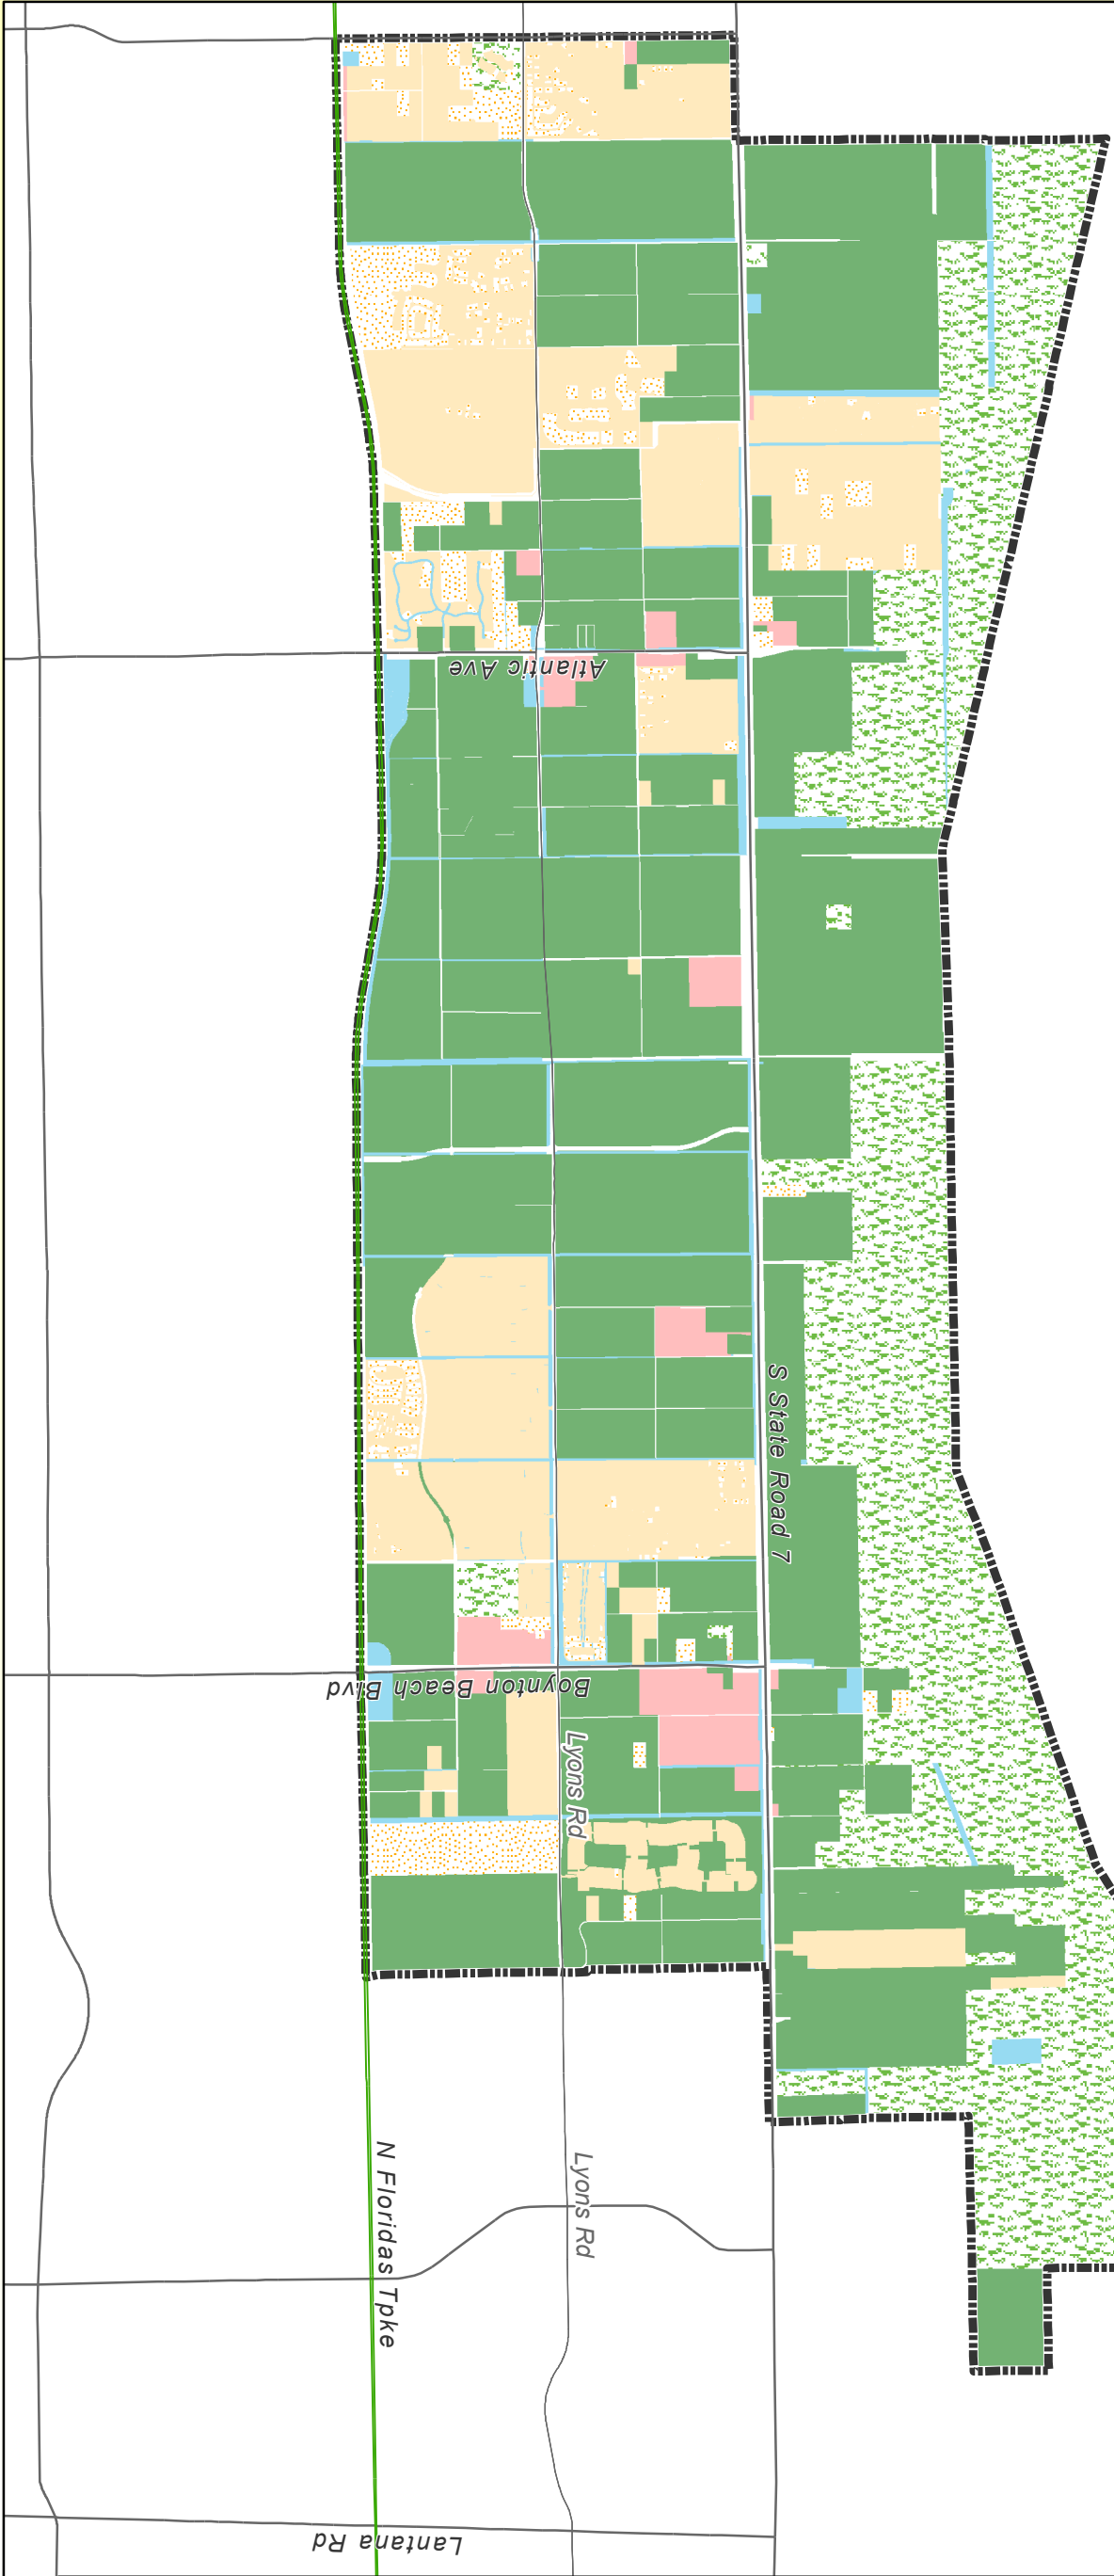 Atlantic Ave
S State Road 7
Boynton Beach Blvd
Lyons Rd
N Floridas Tpke
Lyons Rd
Lantana Rd